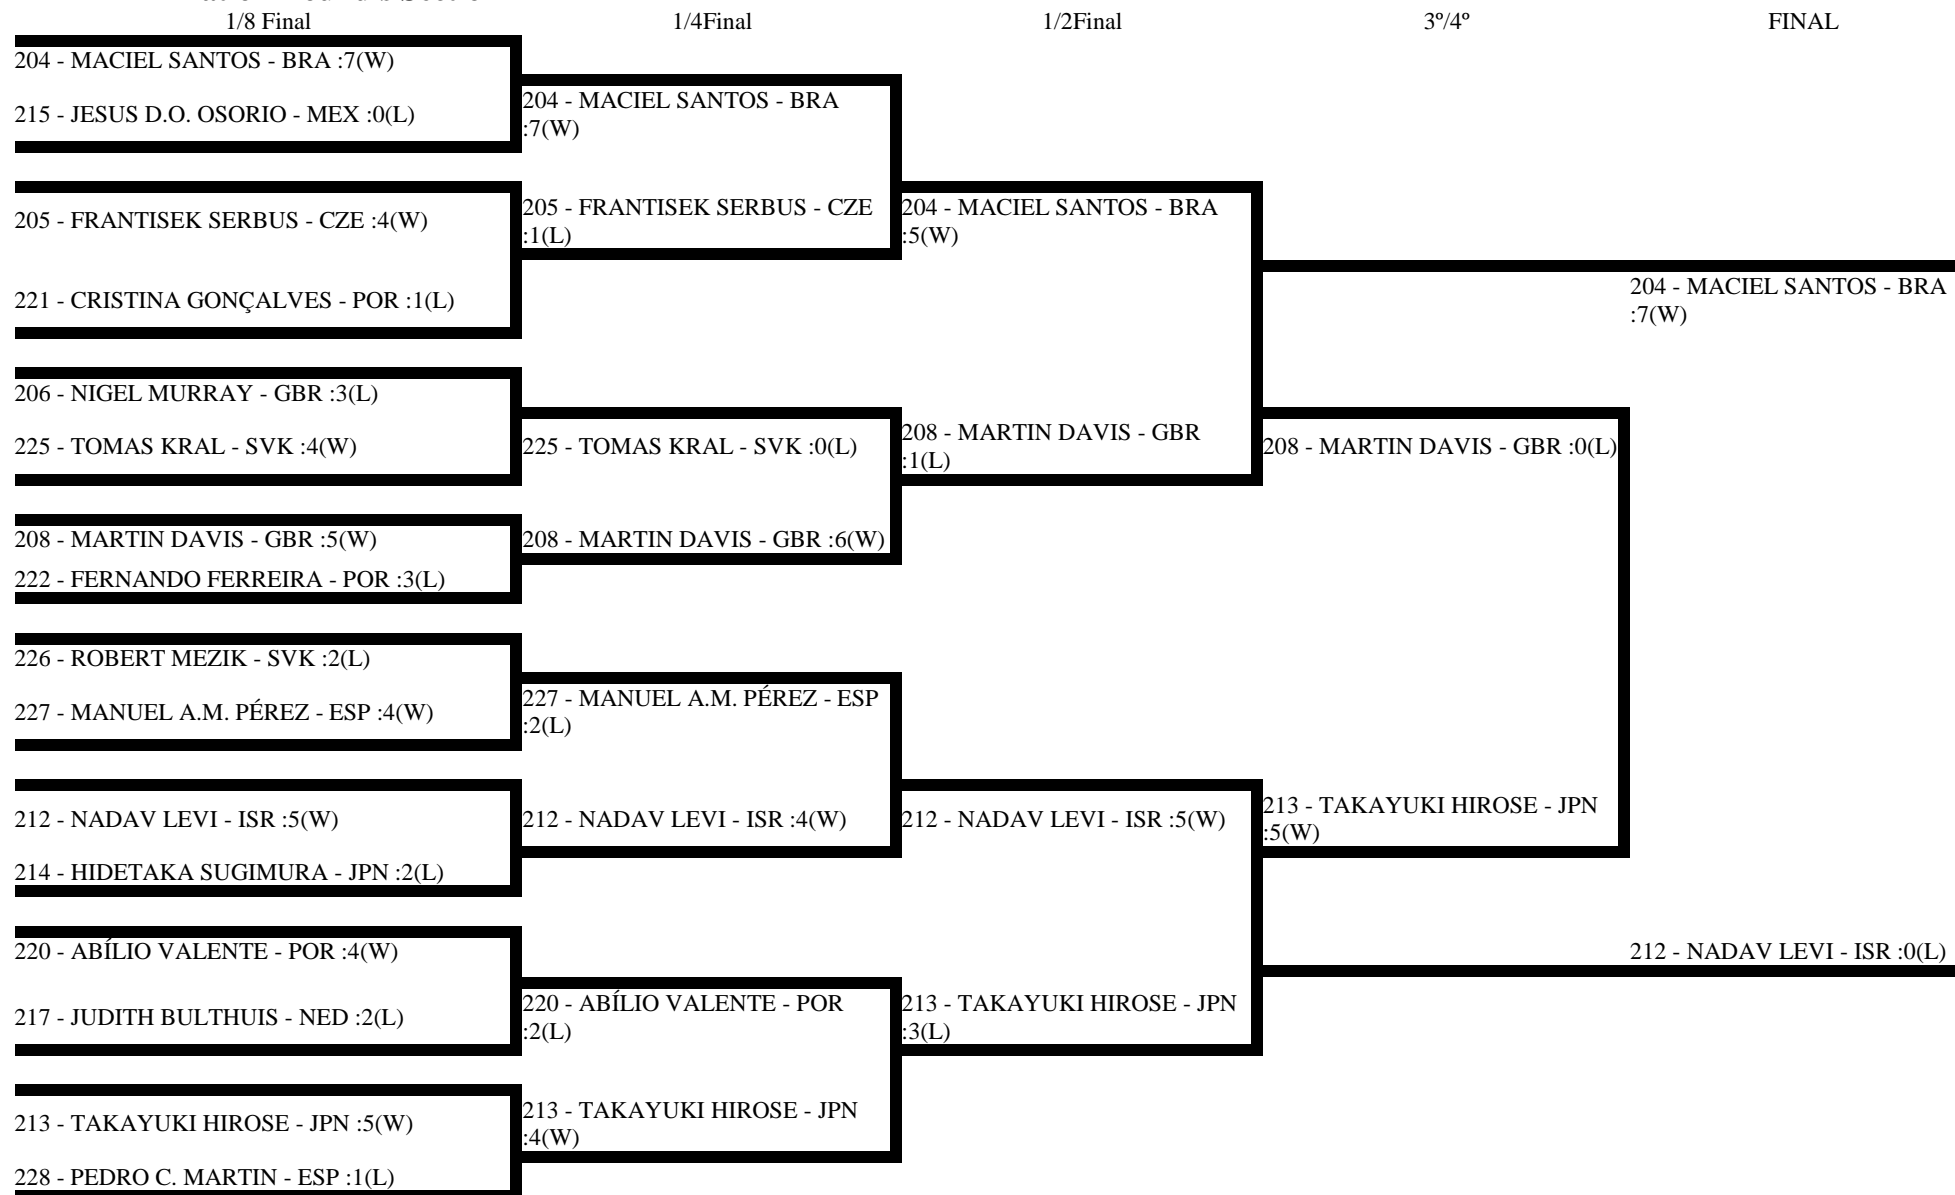 1/8 Final
1/4Final
1/2Final
3º/4º
FINAL
204 - MACIEL SANTOS - BRA :7(W)
215 - JESUS D.O. OSORIO - MEX :0(L)
205 - FRANTISEK SERBUS - CZE :4(W)
221 - CRISTINA GONÇALVES - POR :1(L)
206 - NIGEL MURRAY - GBR :3(L)
225 - TOMAS KRAL - SVK :4(W)
208 - MARTIN DAVIS - GBR :5(W)
222 - FERNANDO FERREIRA - POR :3(L)
226 - ROBERT MEZIK - SVK :2(L)
227 - MANUEL A.M. PÉREZ - ESP :4(W)
212 - NADAV LEVI - ISR :5(W)
214 - HIDETAKA SUGIMURA - JPN :2(L)
220 - ABÍLIO VALENTE - POR :4(W)
217 - JUDITH BULTHUIS - NED :2(L)
213 - TAKAYUKI HIROSE - JPN :5(W)
228 - PEDRO C. MARTIN - ESP :1(L)
204 - MACIEL SANTOS - BRA
:7(W)
205 - FRANTISEK SERBUS - CZE
:1(L)
225 - TOMAS KRAL - SVK :0(L)
208 - MARTIN DAVIS - GBR :6(W)
227 - MANUEL A.M. PÉREZ - ESP
:2(L)
212 - NADAV LEVI - ISR :4(W)
220 - ABÍLIO VALENTE - POR
:2(L)
213 - TAKAYUKI HIROSE - JPN
:4(W)
204 - MACIEL SANTOS - BRA
:5(W)
208 - MARTIN DAVIS - GBR
:1(L)
212 - NADAV LEVI - ISR :5(W)
213 - TAKAYUKI HIROSE - JPN
:3(L)
208 - MARTIN DAVIS - GBR :0(L)
213 - TAKAYUKI HIROSE - JPN
:5(W)
204 - MACIEL SANTOS - BRA
:7(W)
212 - NADAV LEVI - ISR :0(L)